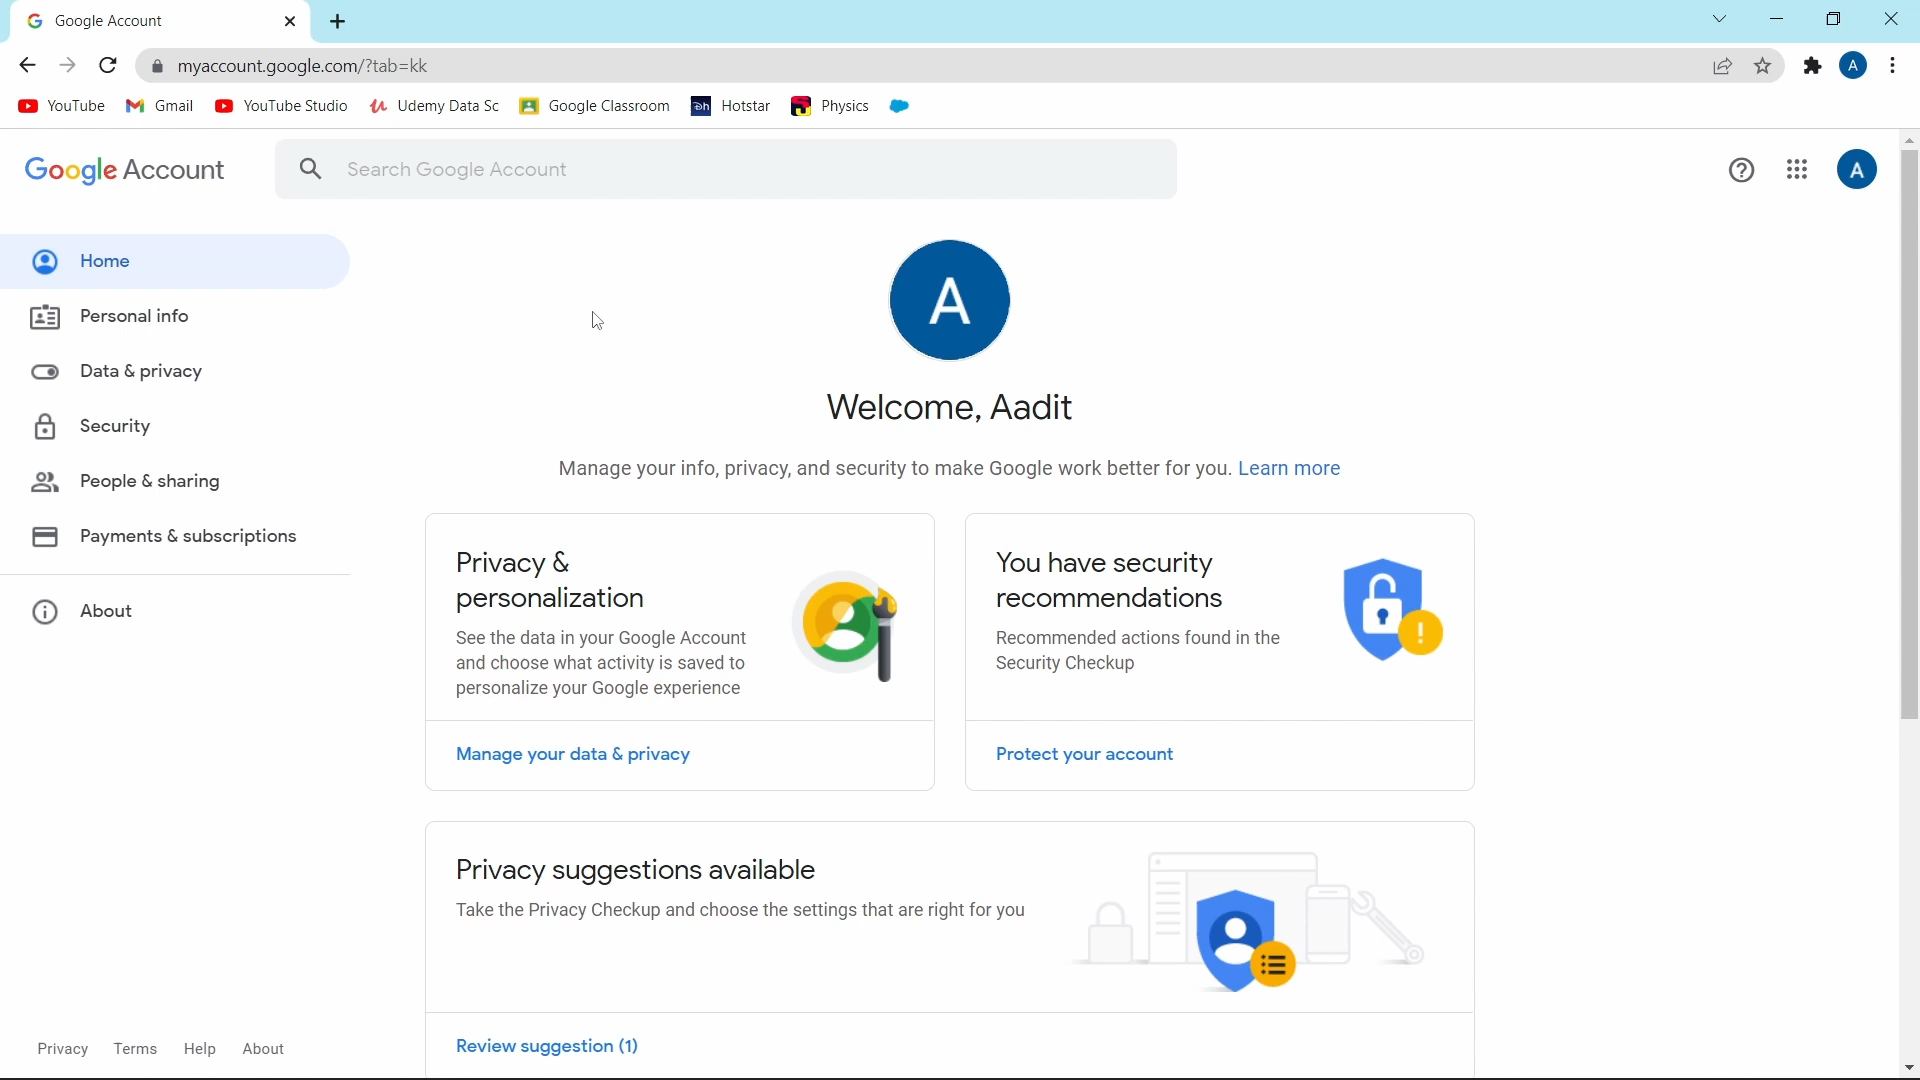 Google Account
myaccount.google.com/?tab=kk
A
YouTube Gmail YouTube Studio Udemy Data Sc Google Classroom Hotstar Physics
Google Account
Search Google Account
A
Home
Personal info
Data & privacy
Security
People & sharing
Payments & subscriptions
About
A
Welcome, Aadit
Manage your info, privacy, and security to make Google work better for you. Learn more
Privacy &
personalization
See the data in your Google Account
and choose what activity is saved to
personalize your Google experience
Manage your data & privacy
You have security
recommendations
Recommended actions found in the
Security Checkup
Protect your account
Privacy suggestions available
Take the Privacy Checkup and choose the settings that are right for you
Review suggestion (1)
Privacy Terms Help About